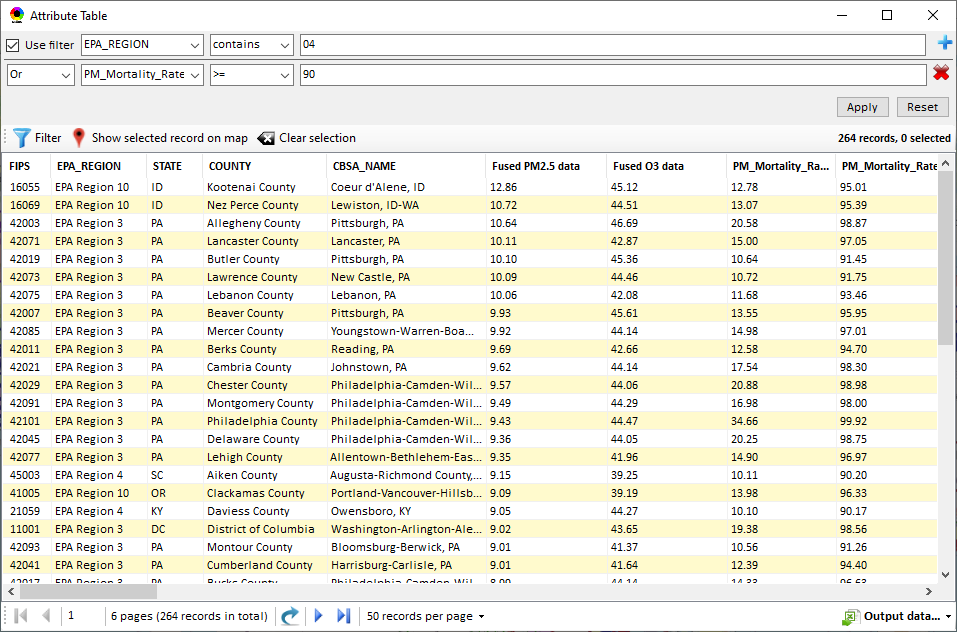 Attribute Table
Use filter EPA_REGION contains 04
Or PM_Mortality_Rate >= 90
Apply Reset
Filter Show selected record on map Clear selection 264 records, 0 selected
FIPS EPA_REGION STATE COUNTY CBSA_NAME Fused PM2.5 data Fused O3 data PM_Mortality_Ra... PM_Mortality_Rate
16055 EPA Region 10 ID Kootenai County Coeur d'Alene, ID 12.86 45.12 12.78 95.01
16069 EPA Region 10 ID Nez Perce County Lewiston, ID-WA 10.72 44.51 13.07 95.39
42003 EPA Region 3 PA Allegheny County Pittsburgh, PA 10.64 46.69 20.58 98.87
42071 EPA Region 3 PA Lancaster County Lancaster, PA 10.11 42.87 15.00 97.05
42019 EPA Region 3 PA Butler County Pittsburgh, PA 10.10 45.36 10.64 91.45
42073 EPA Region 3 PA Lawrence County New Castle, PA 10.09 44.46 10.72 91.75
42075 EPA Region 3 PA Lebanon County Lebanon, PA 10.06 42.08 11.68 93.46
42007 EPA Region 3 PA Beaver County Pittsburgh, PA 9.93 45.61 13.55 95.95
42085 EPA Region 3 PA Mercer County Youngstown-Warren-Boa... 9.92 44.14 14.98 97.01
42011 EPA Region 3 PA Berks County Reading, PA 9.69 42.66 12.58 94.70
42021 EPA Region 3 PA Cambria County Johnstown, PA 9.62 44.14 17.54 98.30
42029 EPA Region 3 PA Chester County Philadelphia-Camden-Wil... 9.57 44.06 20.88 98.98
42091 EPA Region 3 PA Montgomery County Philadelphia-Camden-Wil... 9.49 44.29 16.98 98.00
42101 EPA Region 3 PA Philadelphia County Philadelphia-Camden-Wil... 9.43 44.47 34.66 99.92
42045 EPA Region 3 PA Delaware County Philadelphia-Camden-Wil... 9.36 44.05 20.25 98.75
42077 EPA Region 3 PA Lehigh County Allentown-Bethlehem-Eas... 9.35 41.96 14.90 96.97
45003 EPA Region 4 SC Aiken County Augusta-Richmond County,... 9.15 39.25 10.11 90.20
41005 EPA Region 10 OR Clackamas County Portland-Vancouver-Hillsb... 9.09 39.19 13.98 96.33
21059 EPA Region 4 KY Daviess County Owensboro, KY 9.05 44.27 10.10 90.17
11001 EPA Region 3 DC District of Columbia Washington-Arlington-Ale... 9.02 43.65 19.38 98.56
42093 EPA Region 3 PA Montour County Bloomsburg-Berwick, PA 9.01 41.37 10.56 91.26
42041 EPA Region 3 PA Cumberland County Harrisburg-Carlisle, PA 9.01 41.64 12.39 94.40
42017 EPA Region 3 PA Bucks County Philadelphia-Camden-Wil... 8.99 44.14 14.33 96.63
1 6 pages (264 records in total) 50 records per page Output data...